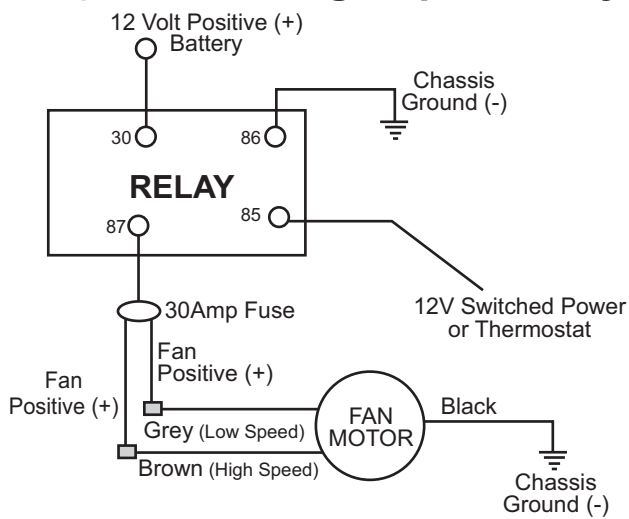 12 Volt Positive (+)
Battery
Chassis
Ground (-)
30
86
RELAY
87
85
30Amp Fuse
12V Switched Power
or Thermostat
Fan
Positive (+)
Fan
Positive (+)
Grey (Low Speed)
FAN
MOTOR
Black
Brown (High Speed)
Chassis
Ground (-)